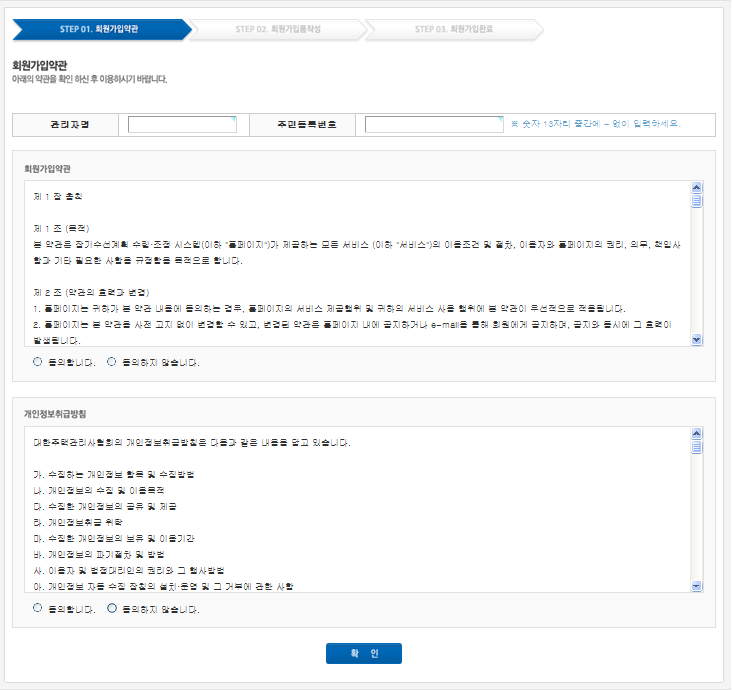 STEP 01. 회원가입약관
STEP 02. 회원가입폼작성
STEP 03. 회원가입완료
회원가입약관
아래의 약관을 확인 하신 후 이용하시기 바랍니다.
관리자명
주민등록번호
※ 숫자 13자리 중간에 - 없이 입력하세요.
회원가입약관
제 1 장 총칙
제 1 조 (목적)
본 약관은 장기수선계획 수립·조정 시스템(이하 "홈페이지")가 제공하는 모든 서비스 (이하 "서비스")의 이용조건 및 절차, 이용자와 홈페이지의 권리, 의무, 책임사
항과 기타 필요한 사항을 규정함을 목적으로 합니다.
제 2 조 (약관의 효력과 변경)
1. 홈페이지는 귀하가 본 약관 내용에 동의하는 경우, 홈페이지의 서비스 제공행위 및 귀하의 서비스 사용 행위에 본 약관이 우선적으로 적용됩니다.
2. 홈페이지는 본 약관을 사전 고지 없이 변경할 수 있고, 변경된 약관은 홈페이지 내에 공지하거나 e-mail을 통해 회원에게 공지하며, 공지와 동시에 그 효력이
발생됩니다.
동의합니다.
동의하지 않습니다.
개인정보취급방침
대한주택관리사협회의 개인정보취급방침은 다음과 같은 내용을 담고 있습니다.
가. 수집하는 개인정보 항목 및 수집방법
나. 개인정보의 수집 및 이용목적
다. 수집한 개인정보의 공유 및 제공
라. 개인정보취급 위탁
마. 수집한 개인정보의 보유 및 이용기간
바. 개인정보의 파기절차 및 방법
사. 이용자 및 법정대리인의 권리와 그 행사방법
아. 개인정보 자동 수집 장치의 설치·운영 및 그 거부에 관한 사항
동의합니다.
동의하지 않습니다.
확 인